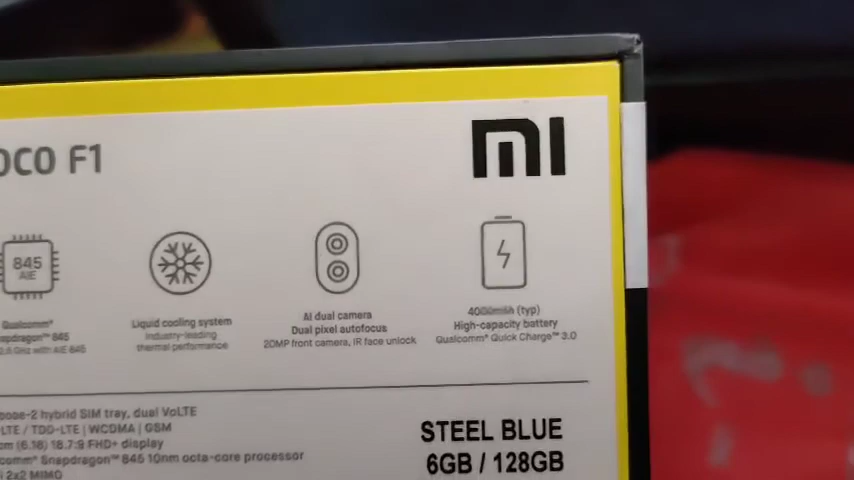 OCO F1
mi
845
AIE
Qualcomm®
Snapdragon™ 845
2.8 GHz with AIE 845
Liquid cooling system
Industry-leading
thermal performance
AI dual camera
Dual pixel autofocus
20MP front camera, IR face unlock
4000mAh (typ)
High-capacity battery
Qualcomm® Quick Charge™ 3.0
hybrid SIM tray, dual VoLTE
LTE / TDD-LTE | WCDMA | GSM
cm (6.18) 18.7:9 FHD+ display
comm® Snapdragon™ 845 10nm octa-core processor
2x2 MIMO
STEEL BLUE
6GB / 128GB